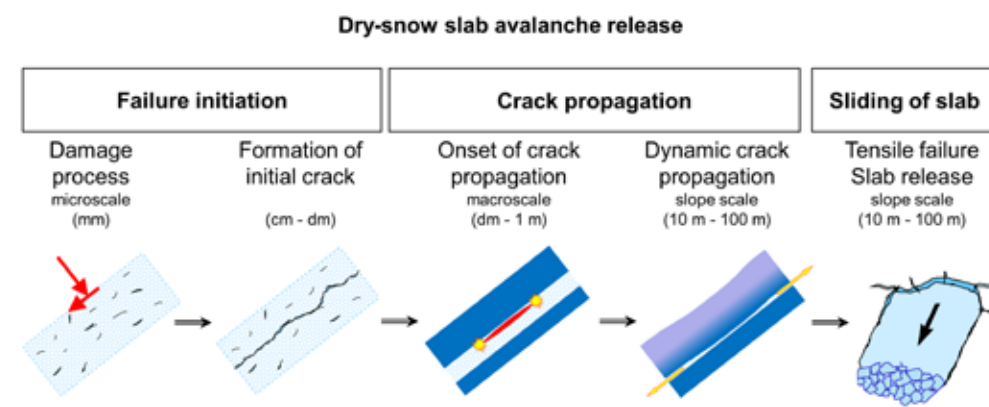 Dry-snow slab avalanche release
Failure initiation
Crack propagation
Sliding of slab
Damage
process
microscale
(mm)
Formation of
initial crack
(cm - dm)
Onset of crack
propagation
macroscale
(dm - 1 m)
Dynamic crack
propagation
slope scale
(10 m - 100 m)
Tensile failure
Slab release
slope scale
(10 m - 100 m)